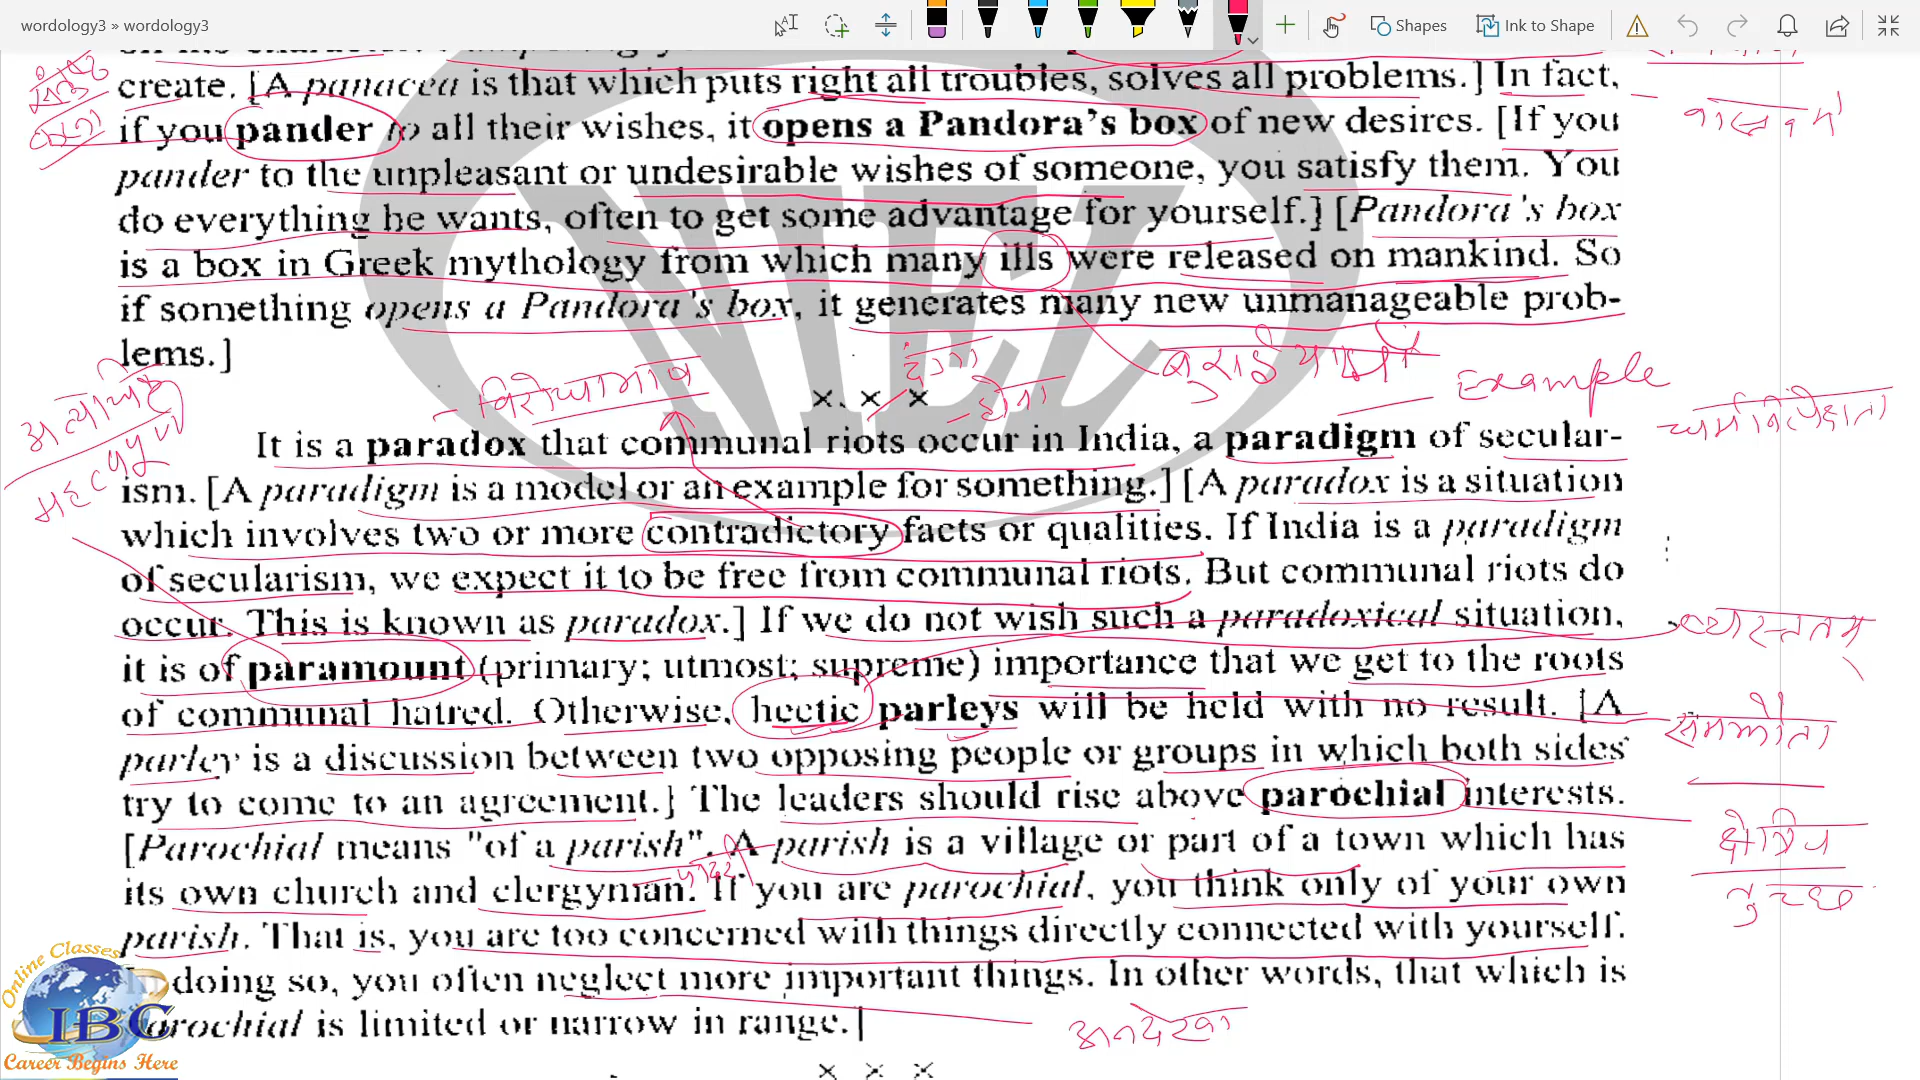 wordology3 » wordology3
Shapes
Ink to Shape
create. [A panacea is that which puts right all troubles, solves all problems.] In fact,
if you pander to all their wishes, it opens a Pandora's box of new desires. [If you
pander to the unpleasant or undesirable wishes of someone, you satisfy them. You
do everything he wants, often to get some advantage for yourself.] [Pandora's box
is a box in Greek mythology from which many ills were released on mankind. So
if something opens a Pandora's box, it generates many new unmanageable prob-
lems.]
दंगा
विरोधाभाष
होना
Example
× × ×
धर्मनिरपेक्षता
It is a paradox that communal riots occur in India, a paradigm of secular-
ism. [A paradigm is a model or an example for something.] [A paradox is a situation
which involves two or more contradictory facts or qualities. If India is a paradigm
of secularism, we expect it to be free from communal riots. But communal riots do
occur. This is known as paradox.] If we do not wish such a paradoxical situation,
it is of paramount (primary; utmost; supreme) importance that we get to the roots
of communal hatred. Otherwise, hectic parleys will be held with no result. [A
समझौता
parley is a discussion between two opposing people or groups in which both sides
try to come to an agreement.] The leaders should rise above parochial interests.
[Parochial means "of a parish". A parish is a village or part of a town which has
क्षेत्रिय
its own church and clergyman. If you are parochial, you think only of your own
parish. That is, you are too concerned with things directly connected with yourself.
doing so, you often neglect more important things. In other words, that which is
parochial is limited or narrow in range.]
अनदेखा
× × ×
Online Classes
IBC
Career Begins Here